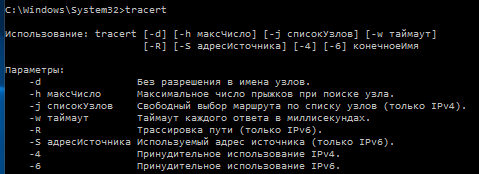 C:\Windows\System32>tracert
Использование: tracert [-d] [-h максЧисло] [-j списокУзлов] [-w таймаут]
[-R] [-S адресИсточника] [-4] [-6] конечноеИмя
Параметры:
-d Без разрешения в имена узлов.
-h максЧисло Максимальное число прыжков при поиске узла.
-j списокУзлов Свободный выбор маршрута по списку узлов (только IPv4).
-w таймаут Таймаут каждого ответа в миллисекундах.
-R Трассировка пути (только IPv6).
-S адресИсточника Используемый адрес источника (только IPv6).
-4 Принудительное использование IPv4.
-6 Принудительное использование IPv6.